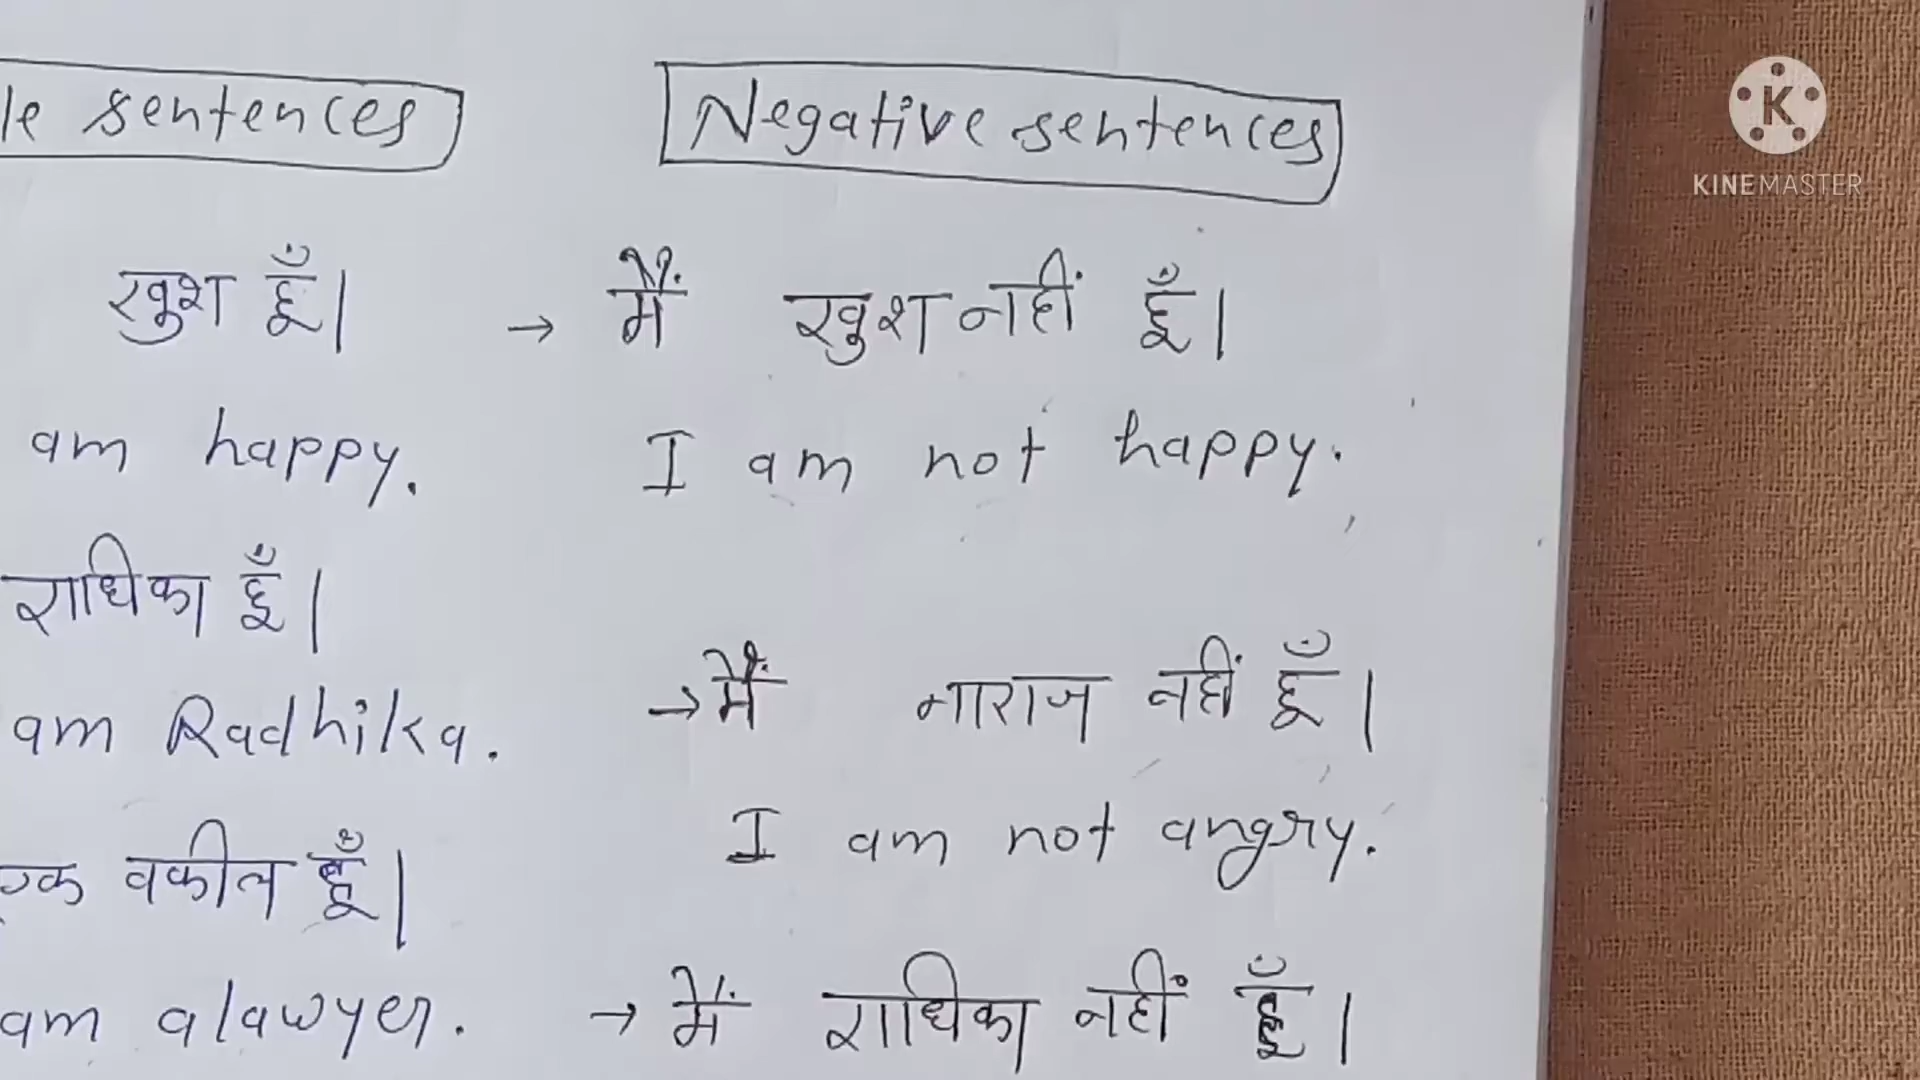 le sentences
खुश हूँ।
am happy.
राधिका हूँ।
am Radhika.
एक वकील हूँ।
am a lawyer.
Negative sentences
→ मैं खुश नहीं हूँ।
I am not happy.
→ मैं नाराज नहीं हूँ।
I am not angry.
→ मैं राधिका नहीं हूँ।
K
KINEMASTER